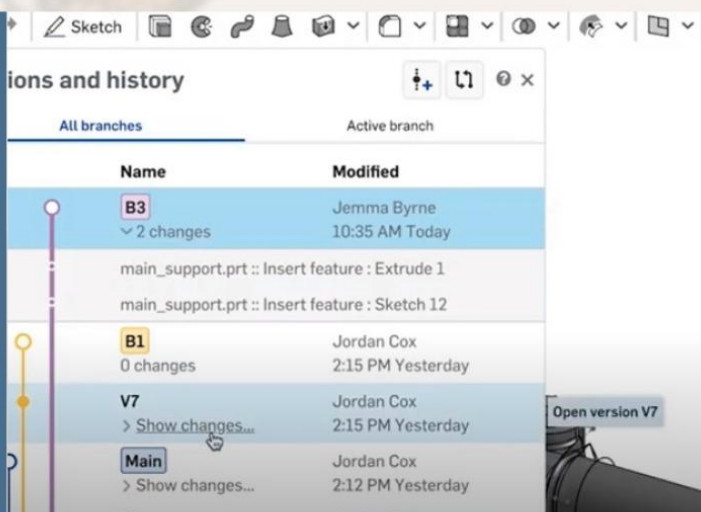 Sketch
ions and history
All branches
Active branch
Name
Modified
B3
Jemma Byrne
2 changes
10:35 AM Today
main_support.prt :: Insert feature : Extrude 1
main_support.prt :: Insert feature : Sketch 12
B1
Jordan Cox
0 changes
2:15 PM Yesterday
V7
Jordan Cox
Show changes...
2:15 PM Yesterday
Open version V7
Main
Jordan Cox
Show changes...
2:12 PM Yesterday